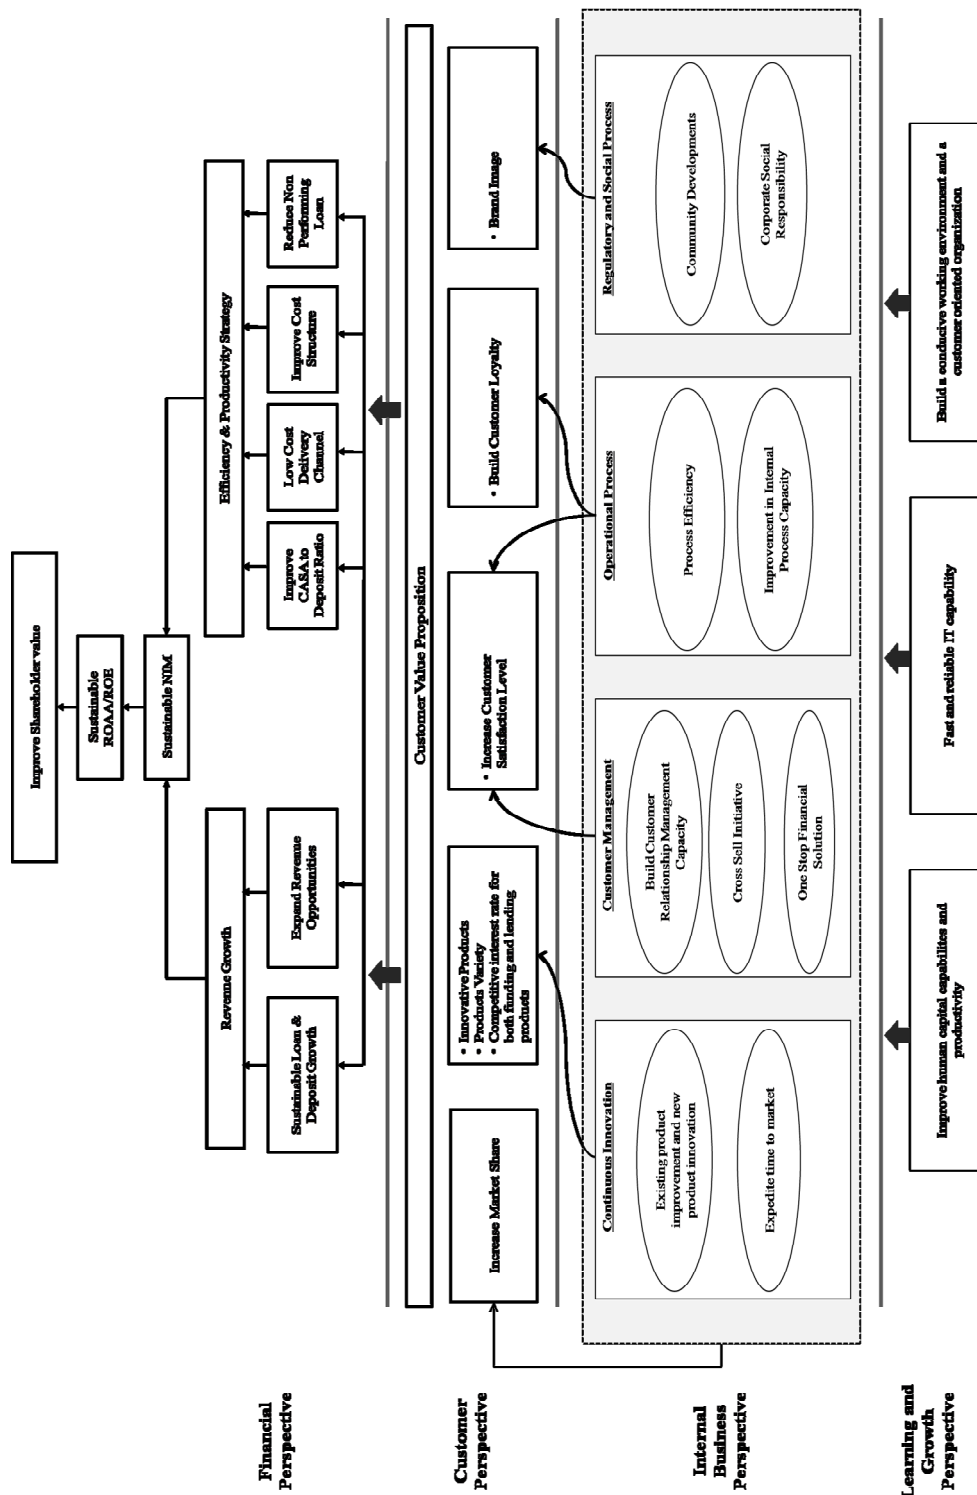 Improve Shareholder value
Sustainable
ROAA/ROE
Sustainable NIM
Revenue Growth
Efficiency & Productivity Strategy
Sustainable Loan &
Deposit Growth
Expand Revenue
Opportunities
Improve
CASA to
Deposit Ratio
Low Cost
Delivery
Channel
Improve Cost
Structure
Reduce Non
Performing
Loan
Financial
Perspective
Customer Value Proposition
Customer
Perspective
Increase Market Share
• Innovative Products
• Products Variety
• Competitive interest rate for
both funding and lending
products
• Increase Customer
Satisfaction Level
• Build Customer Loyalty
• Brand Image
Internal
Business
Perspective
Continuous Innovation
Existing product
improvement and new
product innovation
Expedite time to market
Customer Management
Build Customer
Relationship Management
Capacity
Cross Sell Initiative
One Stop Financial
Solution
Operational Process
Process Efficiency
Improvement in Internal
Process Capacity
Regulatory and Social Process
Community Developments
Corporate Social
Responsibility
Learning and
Growth
Perspective
Improve human capital capabilites and
productivity
Fast and reliable IT capability
Build a conducive working environment and a
customer oriented organization